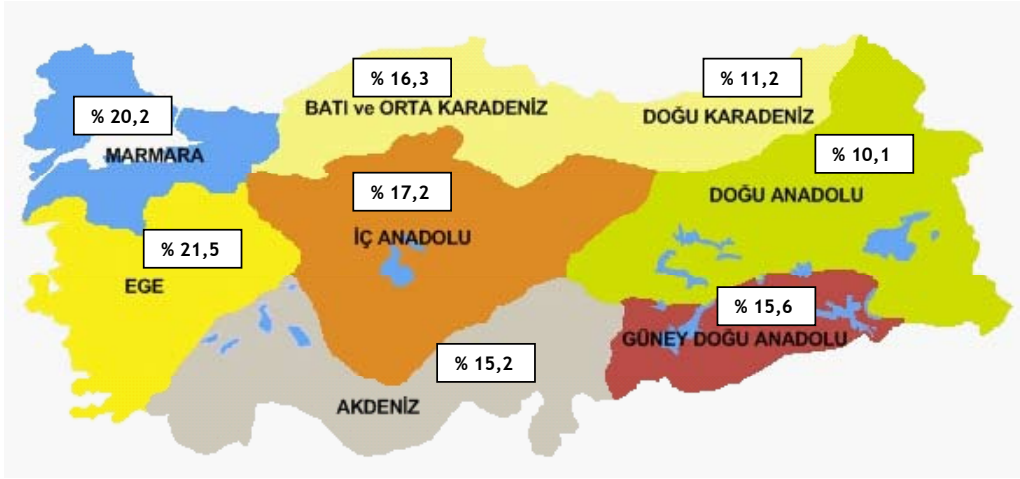 % 16,3
BATI ve ORTA KARADENİZ
% 11,2
DOĞU KARADENİZ
% 20,2
MARMARA
% 10,1
DOĞU ANADOLU
% 17,2
İÇ ANADOLU
% 21,5
EGE
% 15,6
GÜNEY DOĞU ANADOLU
% 15,2
AKDENİZ